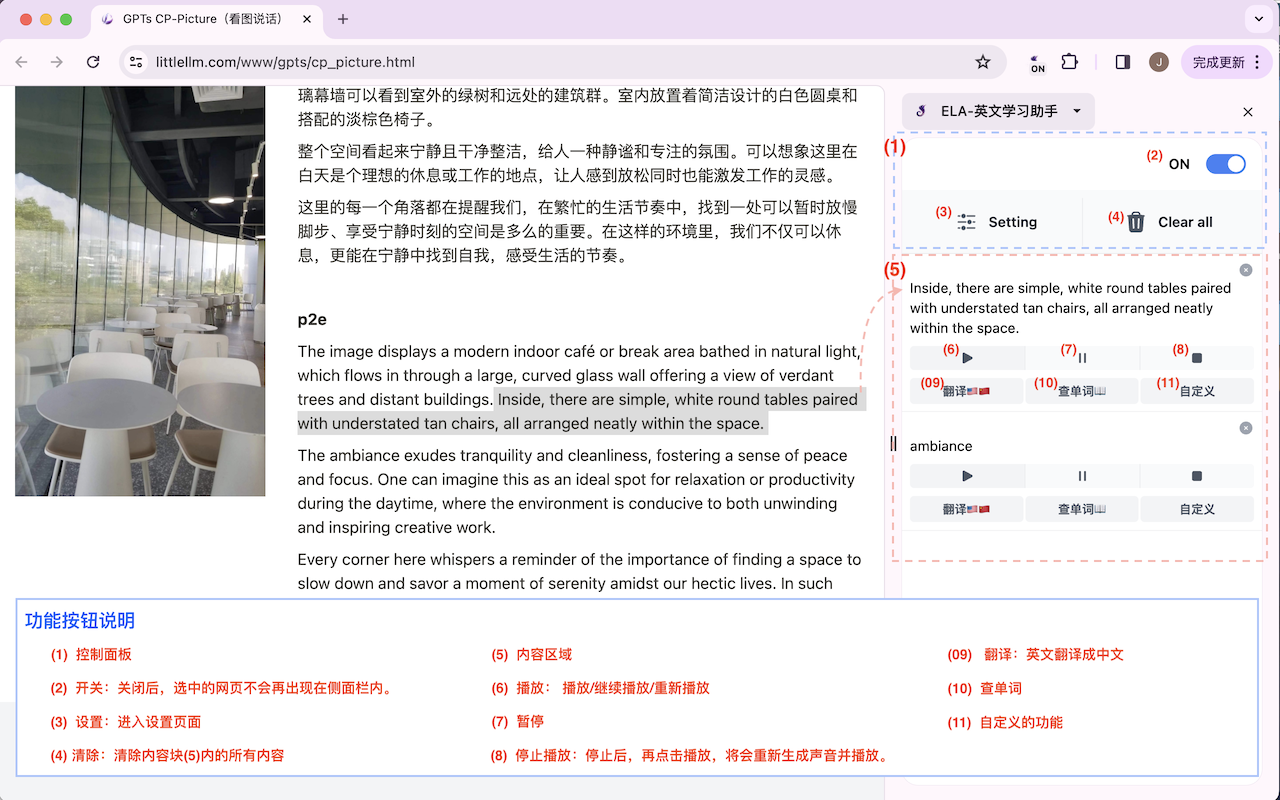 GPTs CP-Picture（看图说话）
littlellm.com/www/gpts/cp_picture.html
ON
J
完成更新
璃幕墙可以看到室外的绿树和远处的建筑群。室内放置着简洁设计的白色圆桌和
搭配的淡棕色椅子。
整个空间看起来宁静且干净整洁，给人一种静谧和专注的氛围。可以想象这里在
白天是个理想的休息或工作的地点，让人感到放松同时也能激发工作的灵感。
这里的每一个角落都在提醒我们，在繁忙的生活节奏中，找到一处可以暂时放慢
脚步、享受宁静时刻的空间是多么的重要。在这样的环境里，我们不仅可以休
息，更能在宁静中找到自我，感受生活的节奏。
p2e
The image displays a modern indoor café or break area bathed in natural light,
which flows in through a large, curved glass wall offering a view of verdant
trees and distant buildings. Inside, there are simple, white round tables paired
with understated tan chairs, all arranged neatly within the space.
The ambiance exudes tranquility and cleanliness, fostering a sense of peace
and focus. One can imagine this as an ideal spot for relaxation or productivity
during the daytime, where the environment is conducive to both unwinding
and inspiring creative work.
Every corner here whispers a reminder of the importance of finding a space to
slow down and savor a moment of serenity amidst our hectic lives. In such
ELA-英文学习助手
(1)
(2) ON
(3) Setting
(4) Clear all
(5)
Inside, there are simple, white round tables paired
with understated tan chairs, all arranged neatly
within the space.
(6) (7) (8)
(09) 翻译 (10) 查单词 (11) 自定义
ambiance
翻译 查单词 自定义
功能按钮说明
(1) 控制面板
(2) 开关：关闭后，选中的网页不会再出现在侧面栏内。
(3) 设置：进入设置页面
(4) 清除：清除内容块(5)内的所有内容
(5) 内容区域
(6) 播放： 播放/继续播放/重新播放
(7) 暂停
(8) 停止播放：停止后，再点击播放，将会重新生成声音并播放。
(09) 翻译：英文翻译成中文
(10) 查单词
(11) 自定义的功能